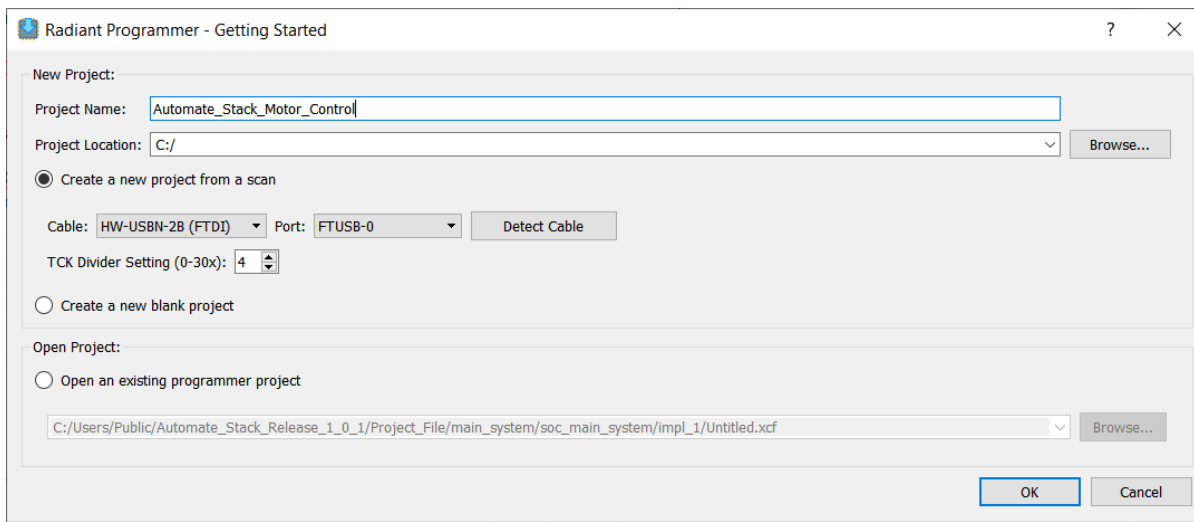 Radiant Programmer - Getting Started ?
New Project:
Project Name: Automate_Stack_Motor_Control
Project Location: C:/ Browse...
Create a new project from a scan
Cable: HW-USBN-2B (FTDI) Port: FTUSB-0 Detect Cable
TCK Divider Setting (0-30x): 4
Create a new blank project
Open Project:
Open an existing programmer project
C:/Users/Public/Automate_Stack_Release_1_0_1/Project_File/main_system/soc_main_system/impl_1/Untitled.xcf Browse...
OK Cancel